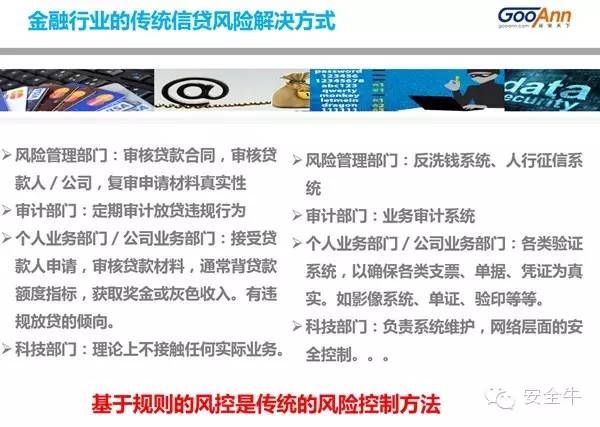 金融行业的传统信贷风险解决方式
GooAnn
gooann.com 谷安天下
password
123456
12345678
abc123
qwerty
monkey
letmein
dragon
111111
DATA
Security
➢风险管理部门：审核贷款合同，审核贷
款人／公司，复审申请材料真实性
➢审计部门：定期审计放贷违规行为
➢个人业务部门／公司业务部门：接受贷
款人申请，审核贷款材料，通常背贷款
额度指标，获取奖金或灰色收入。有违
规放贷的倾向。
➢科技部门：理论上不接触任何实际业务。
➢风险管理部门：反洗钱系统、人行征信系
统
➢审计部门：业务审计系统
➢个人业务部门／公司业务部门：各类验证
系统，以确保各类支票、单据、凭证为真
实。如影像系统、单证、验印等等。
➢科技部门：负责系统维护，网络层面的安
全控制。。。
基于规则的风控是传统的风险控制方法
安全牛